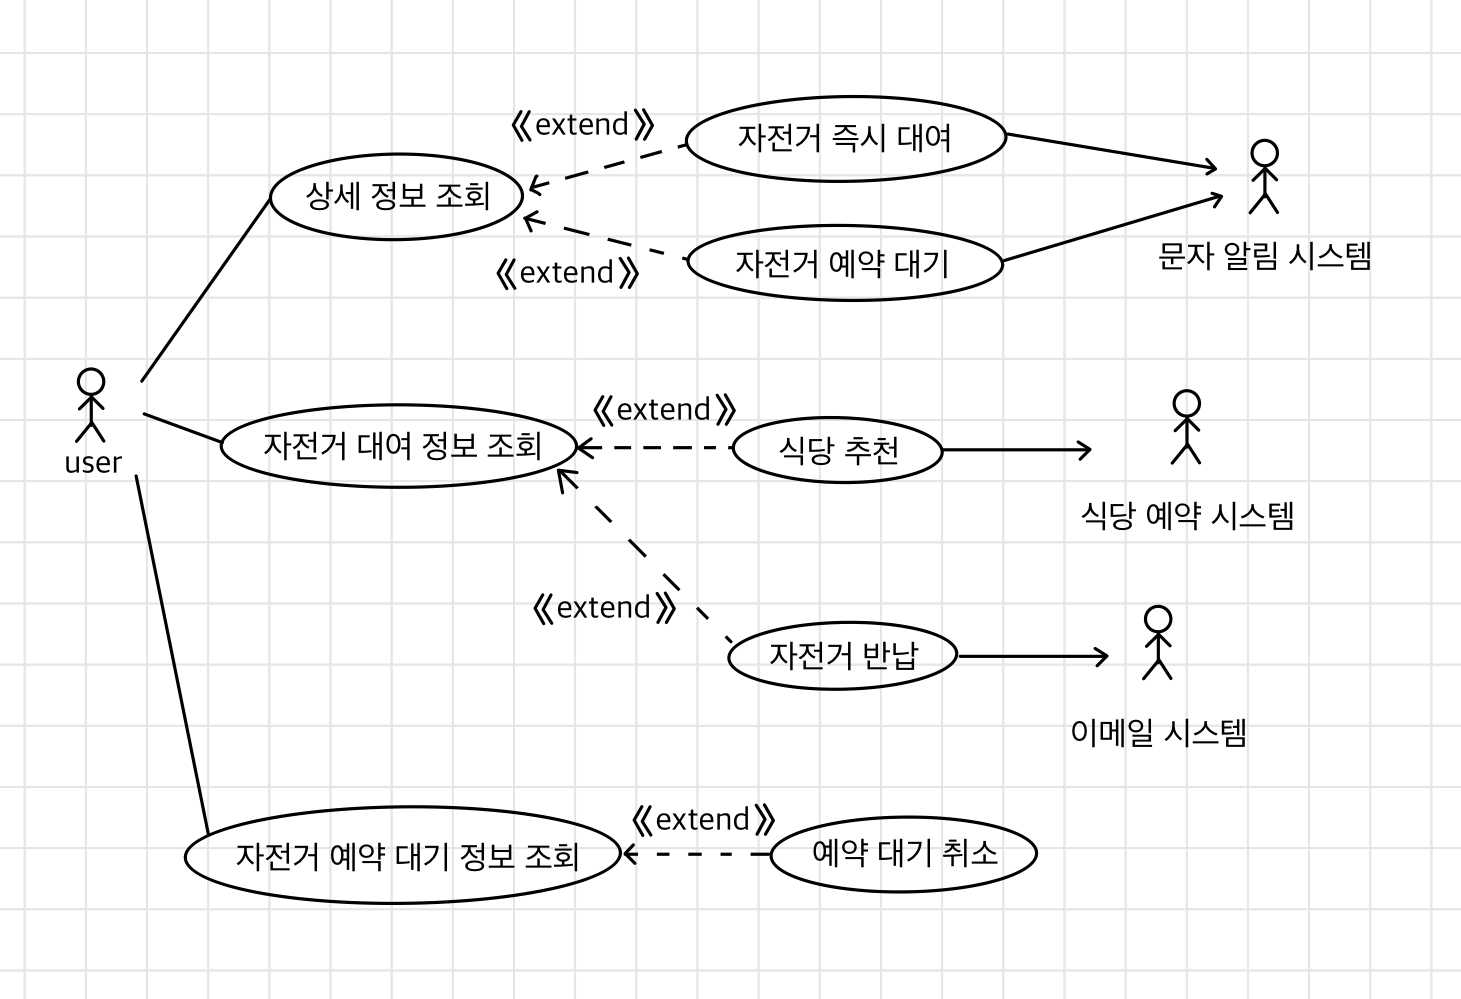 《extend》
자전거 즉시 대여
상세 정보 조회
문자 알림 시스템
자전거 예약 대기
《extend》
user
《extend》
자전거 대여 정보 조회
식당 추천
식당 예약 시스템
《extend》
자전거 반납
이메일 시스템
《extend》
자전거 예약 대기 정보 조회
예약 대기 취소